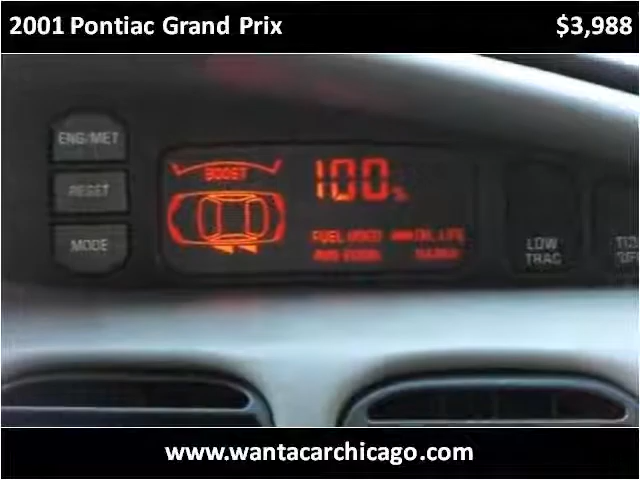 2001 Pontiac Grand Prix $3,988
ENG/MET
RESET
MODE
BOOST
100%
FUEL USED OIL LIFE
LOW
TRAC
www.wantacarchicago.com